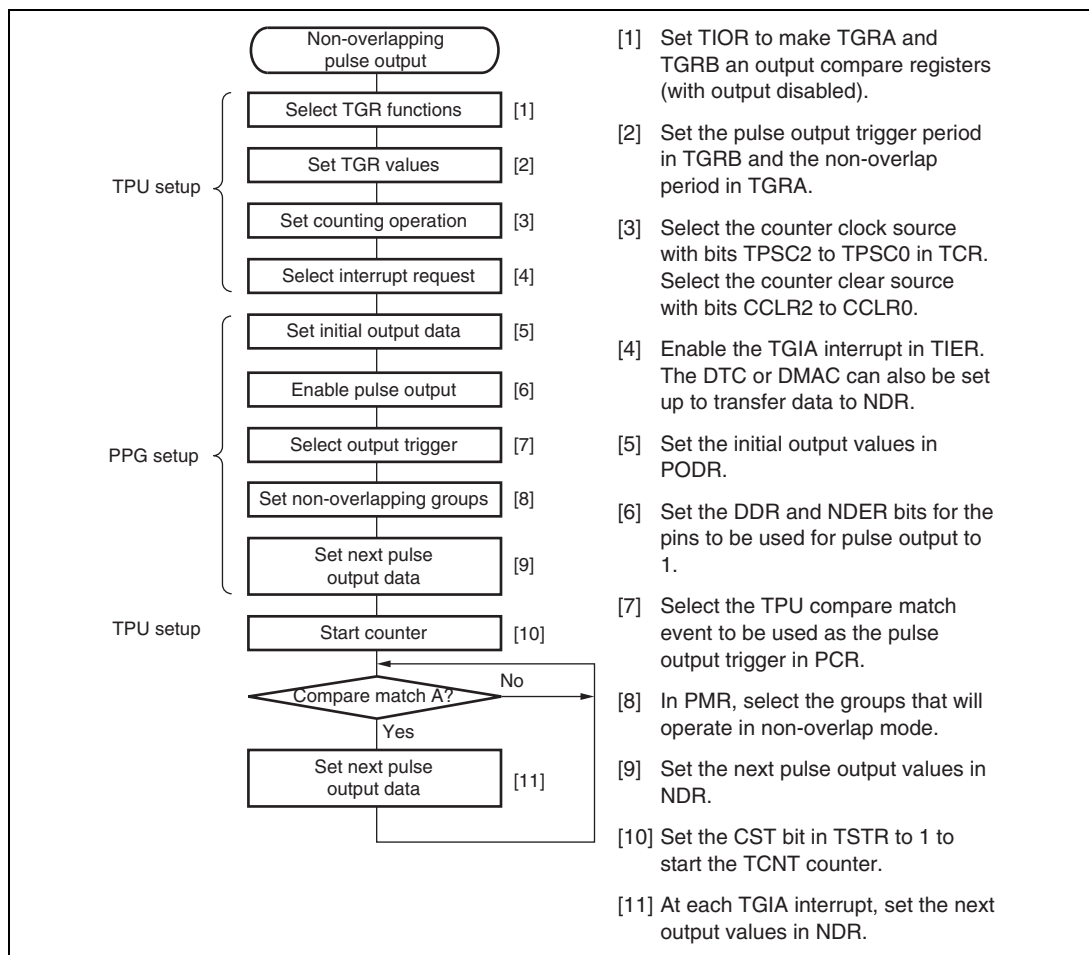 Non-overlapping
pulse output
TPU setup
Select TGR functions [1]
Set TGR values [2]
Set counting operation [3]
Select interrupt request [4]
PPG setup
Set initial output data [5]
Enable pulse output [6]
Select output trigger [7]
Set non-overlapping groups [8]
Set next pulse
output data
[9]
TPU setup
Start counter [10]
Compare match A?
No
Yes
Set next pulse
output data
[11]
[1] Set TIOR to make TGRA and
TGRB an output compare registers
(with output disabled).
[2] Set the pulse output trigger period
in TGRB and the non-overlap
period in TGRA.
[3] Select the counter clock source
with bits TPSC2 to TPSC0 in TCR.
Select the counter clear source
with bits CCLR2 to CCLR0.
[4] Enable the TGIA interrupt in TIER.
The DTC or DMAC can also be set
up to transfer data to NDR.
[5] Set the initial output values in
PODR.
[6] Set the DDR and NDER bits for the
pins to be used for pulse output to
1.
[7] Select the TPU compare match
event to be used as the pulse
output trigger in PCR.
[8] In PMR, select the groups that will
operate in non-overlap mode.
[9] Set the next pulse output values in
NDR.
[10] Set the CST bit in TSTR to 1 to
start the TCNT counter.
[11] At each TGIA interrupt, set the next
output values in NDR.